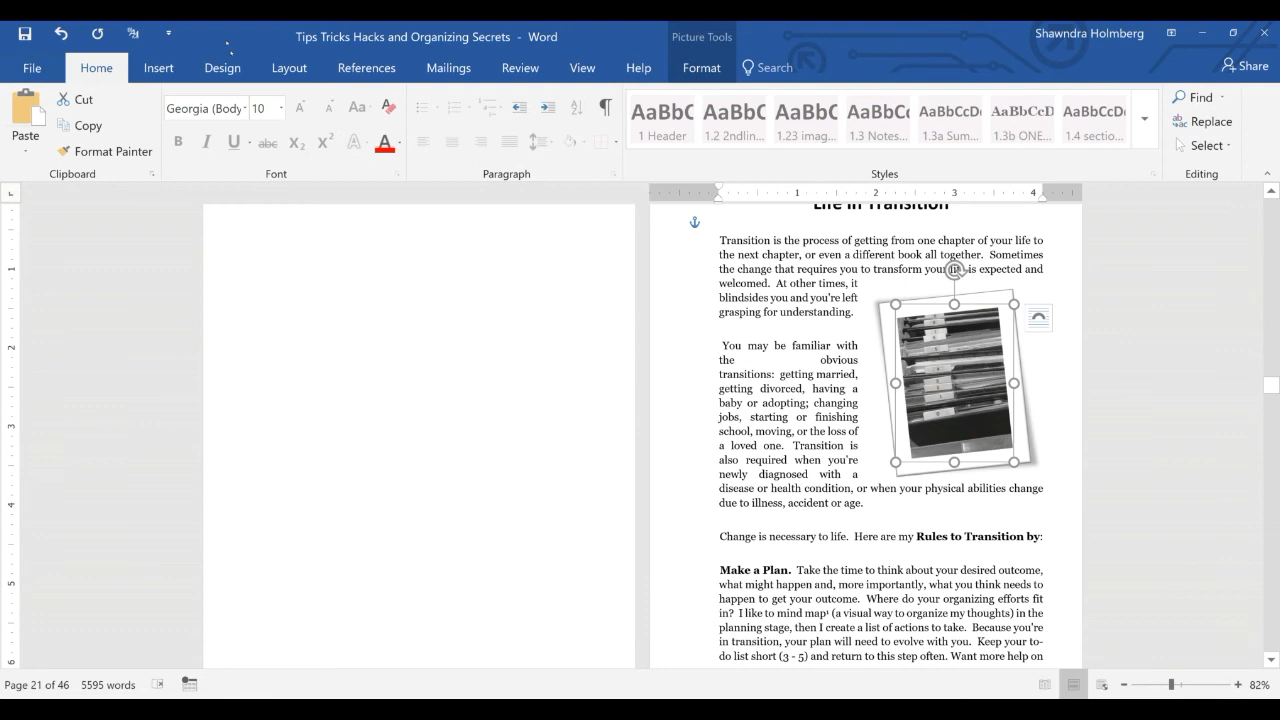 Tips Tricks Hacks and Organizing Secrets - Word
Picture Tools
Shawndra Holmberg
File
Home
Insert
Design
Layout
References
Mailings
Review
View
Help
Format
Search
Share
Paste
Cut
Copy
Format Painter
Clipboard
Georgia (Body
10
Font
Paragraph
AaBbC
AaBbC
AaBbC
AaBbCc
AaBbCcDc
AaBbCcD
AaBbCcDc
1 Header
1.2 2ndlin...
1.23 imag...
1.3 Notes...
1.3a Sum...
1.3b ONE...
1.4 sectio...
Styles
Find
Replace
Select
Editing
1 2 3 4
1
2
3
4
5
6
Life in Transition
Transition is the process of getting from one chapter of your life to
the next chapter, or even a different book all together. Sometimes
the change that requires you to transform your is expected and
welcomed. At other times, it
blindsides you and you're left
grasping for understanding.
You may be familiar with
the obvious
transitions: getting married,
getting divorced, having a
baby or adopting; changing
jobs, starting or finishing
school, moving, or the loss of
a loved one. Transition is
also required when you're
newly diagnosed with a
disease or health condition, or when your physical abilities change
due to illness, accident or age.
Change is necessary to life. Here are my Rules to Transition by:
Make a Plan. Take the time to think about your desired outcome,
what might happen and, more importantly, what you think needs to
happen to get your outcome. Where do your organizing efforts fit
in? I like to mind map¹ (a visual way to organize my thoughts) in the
planning stage, then I create a list of actions to take. Because you're
in transition, your plan will need to evolve with you. Keep your to-
do list short (3 - 5) and return to this step often. Want more help on
Page 21 of 46
5595 words
82%